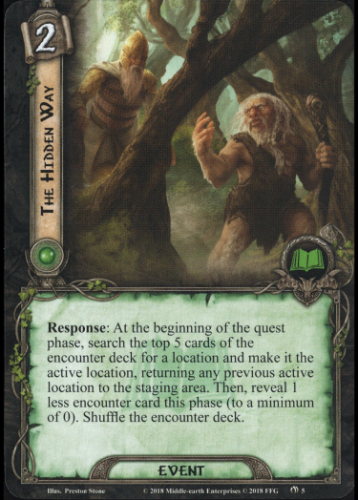 2
THE HIDDEN WAY
Response: At the beginning of the quest
phase, search the top 5 cards of the
encounter deck for a location and make it the
active location, returning any previous active
location to the staging area. Then, reveal 1
less encounter card this phase (to a minimum
of 0). Shuffle the encounter deck.
EVENT
Illus. Preston Stone © 2018 Middle-earth Enterprises © 2018 FFG 5